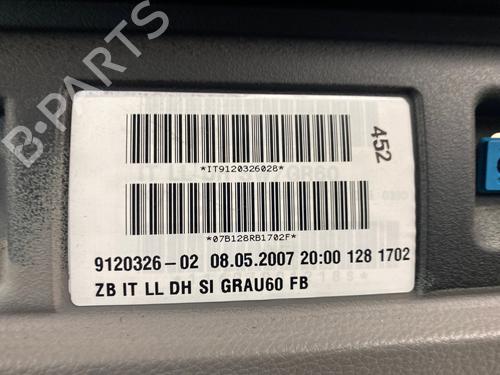 B-PARTS
452
*IT9120326028*
*07B128RB1702F*
9120326-02 08.05.2007 20:00 128 1702
ZB IT LL DH SI GRAU60 FB